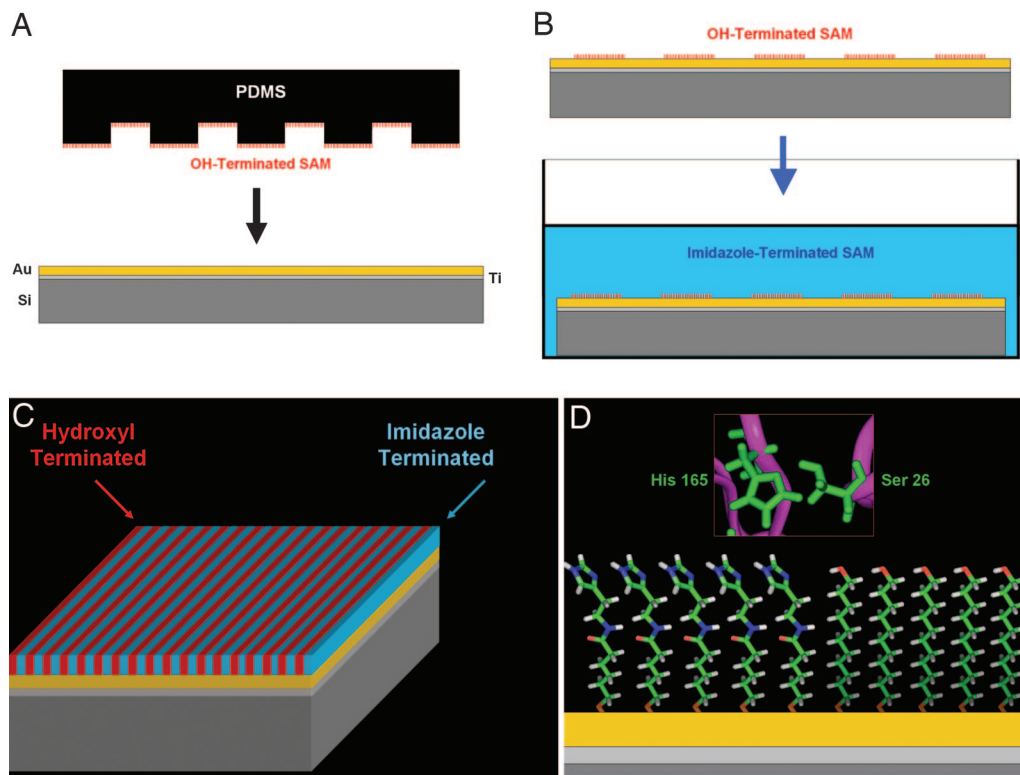 A
PDMS
OH-Terminated SAM
Au
Ti
Si
B
OH-Terminated SAM
Imidazole-Terminated SAM
C
Hydroxyl
Terminated
Imidazole
Terminated
D
His 165
Ser 26